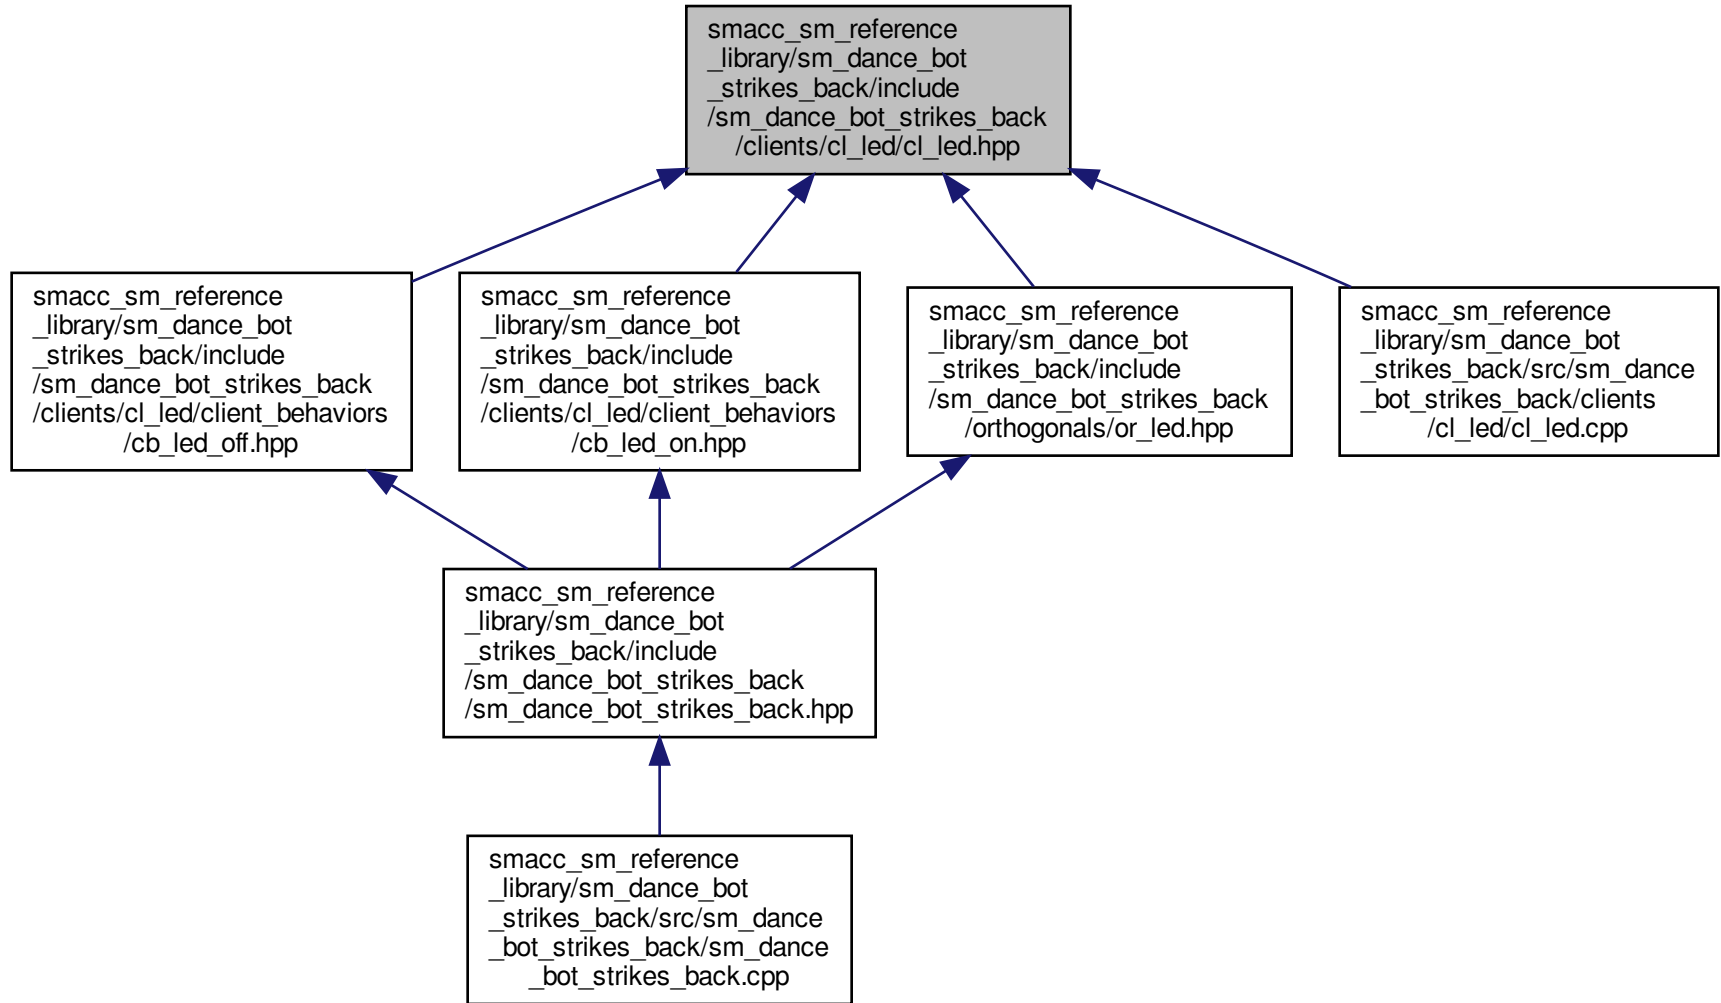 smacc_sm_reference
_library/sm_dance_bot
_strikes_back/include
/sm_dance_bot_strikes_back
/clients/cl_led/cl_led.hpp
smacc_sm_reference
_library/sm_dance_bot
_strikes_back/include
/sm_dance_bot_strikes_back
/clients/cl_led/client_behaviors
/cb_led_off.hpp
smacc_sm_reference
_library/sm_dance_bot
_strikes_back/include
/sm_dance_bot_strikes_back
/clients/cl_led/client_behaviors
/cb_led_on.hpp
smacc_sm_reference
_library/sm_dance_bot
_strikes_back/include
/sm_dance_bot_strikes_back
/orthogonals/or_led.hpp
smacc_sm_reference
_library/sm_dance_bot
_strikes_back/src/sm_dance
_bot_strikes_back/clients
/cl_led/cl_led.cpp
smacc_sm_reference
_library/sm_dance_bot
_strikes_back/include
/sm_dance_bot_strikes_back
/sm_dance_bot_strikes_back.hpp
smacc_sm_reference
_library/sm_dance_bot
_strikes_back/src/sm_dance
_bot_strikes_back/sm_dance
_bot_strikes_back.cpp